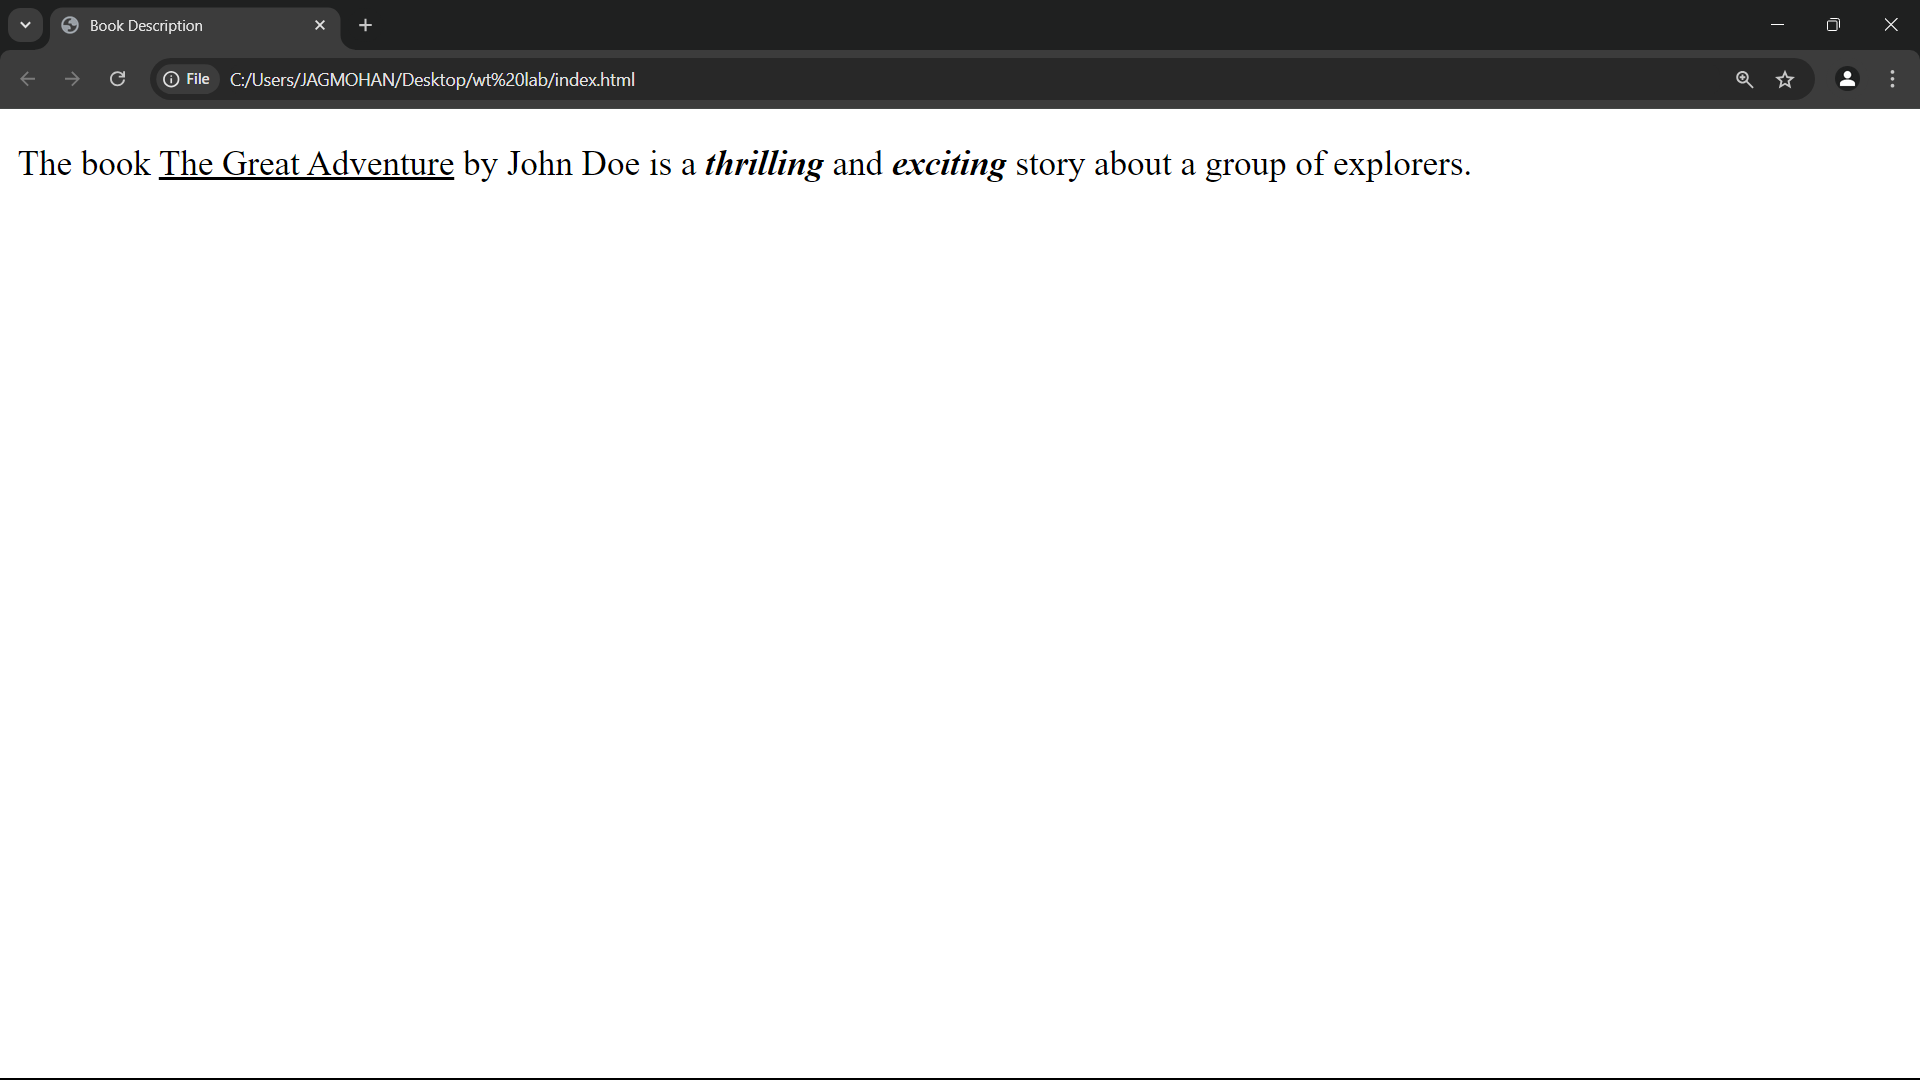 Book Description
File C:/Users/JAGMOHAN/Desktop/wt%20lab/index.html
The book The Great Adventure by John Doe is a thrilling and exciting story about a group of explorers.